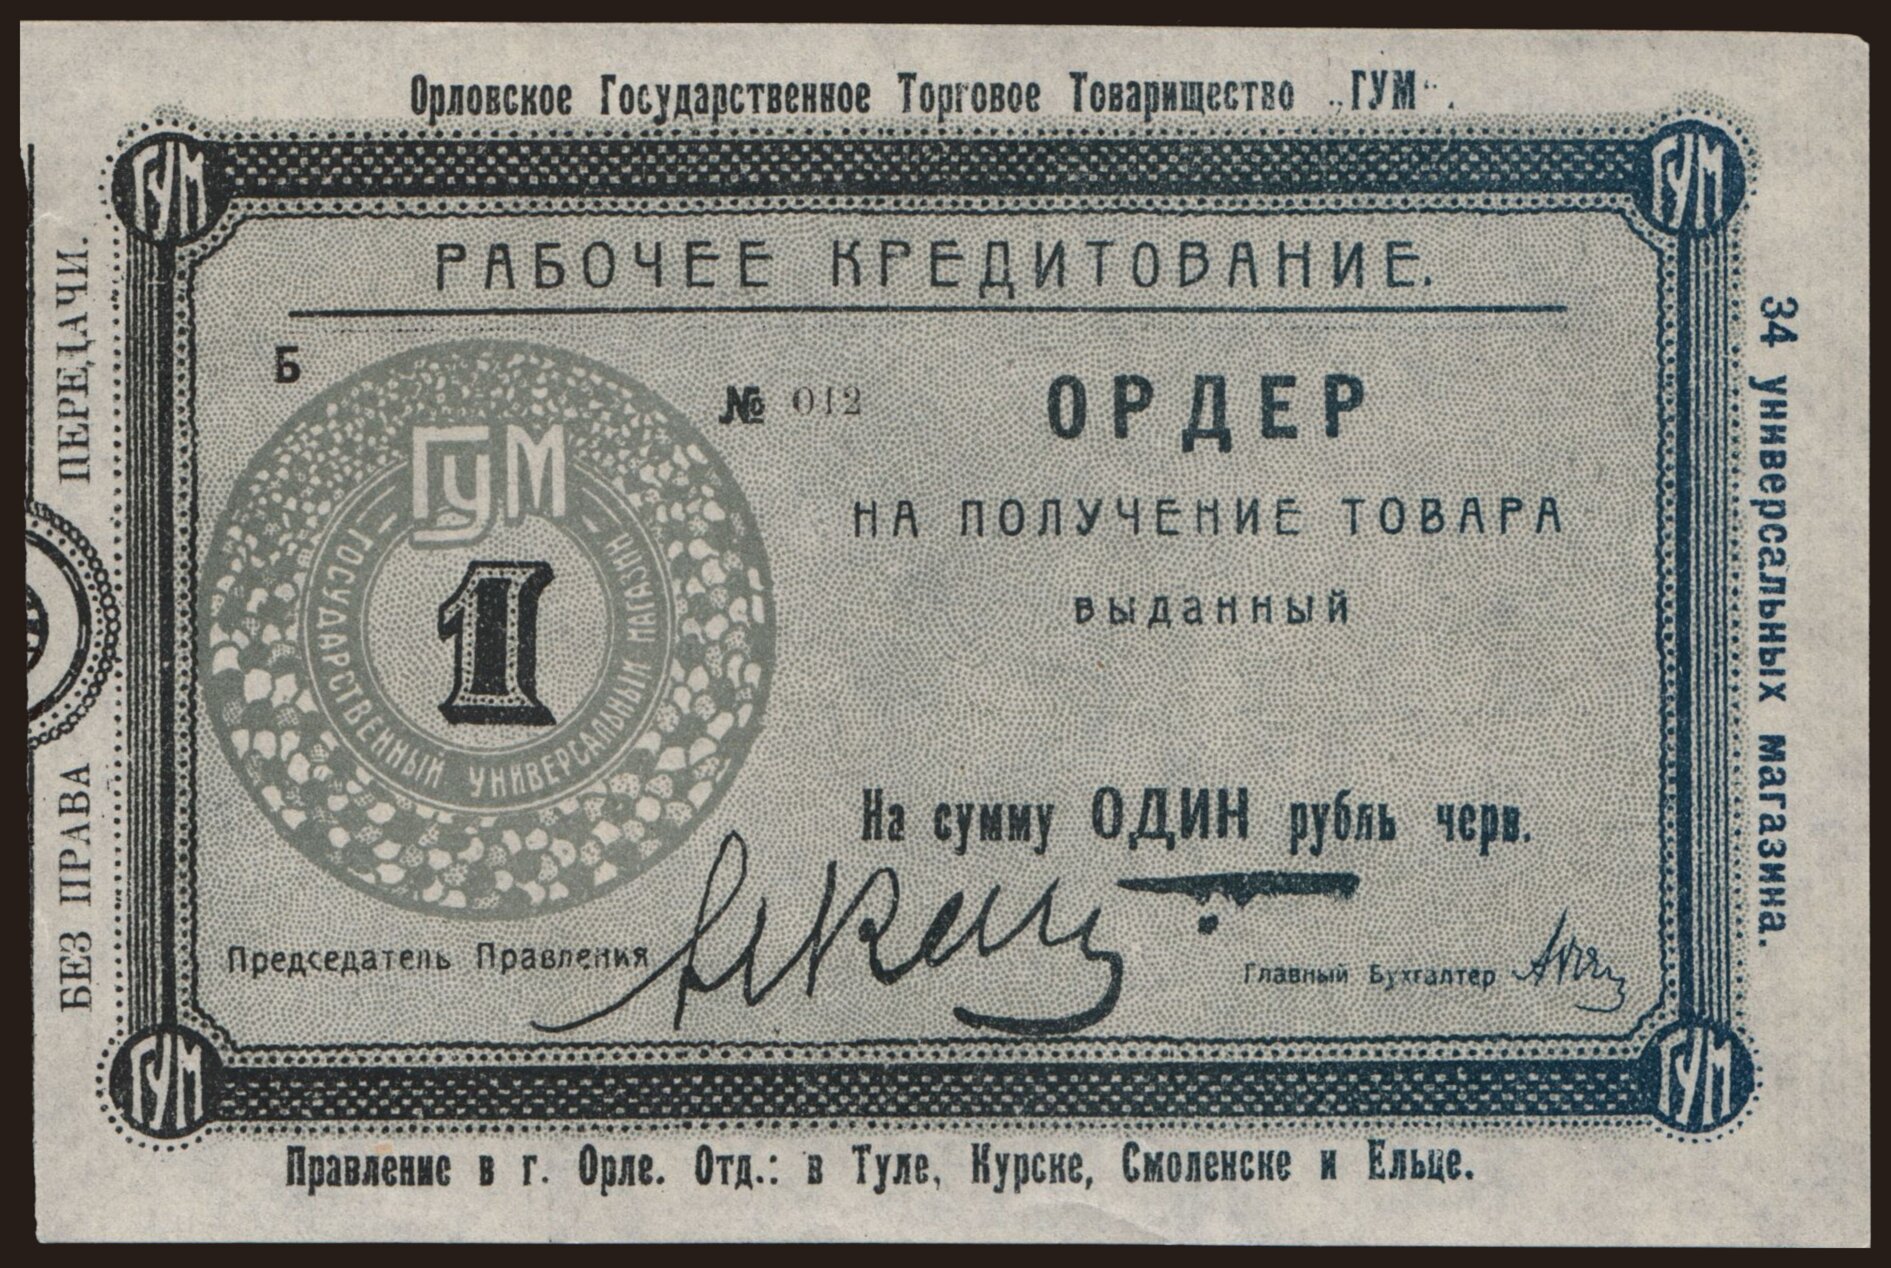 Орловское Государственное Торговое Товарищество „ГУМ“.
ГУМ
ГУМ
РАБОЧЕЕ КРЕДИТОВАНИЕ.
Б
№ 012
ОРДЕР
НА ПОЛУЧЕНИЕ ТОВАРА
выданный
ГУМ
1
ГОСУДАРСТВЕННЫЙ УНИВЕРСАЛЬНЫЙ МАГАЗИН
На сумму ОДИН рубль черв.
Председатель Правления
Главный Бухгалтер
ГУМ
ГУМ
Правление в г. Орле. Отд.: в Туле, Курске, Смоленске и Ельце.
БЕЗ ПРАВА ПЕРЕДАЧИ.
34 универсальных магазина.